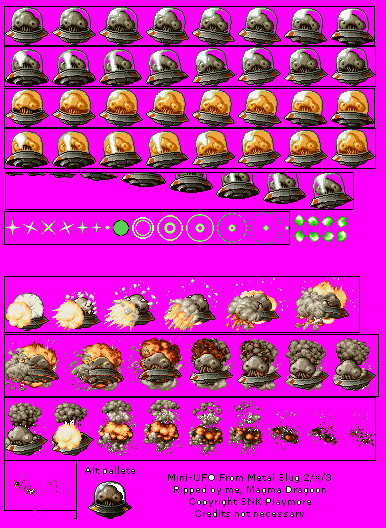 Alt pallete
Mini-UFO From Metal Slug 2/X/3
Ripped by me, Magma Dragoon
Copyright SNK Playmore
Credits not necessary